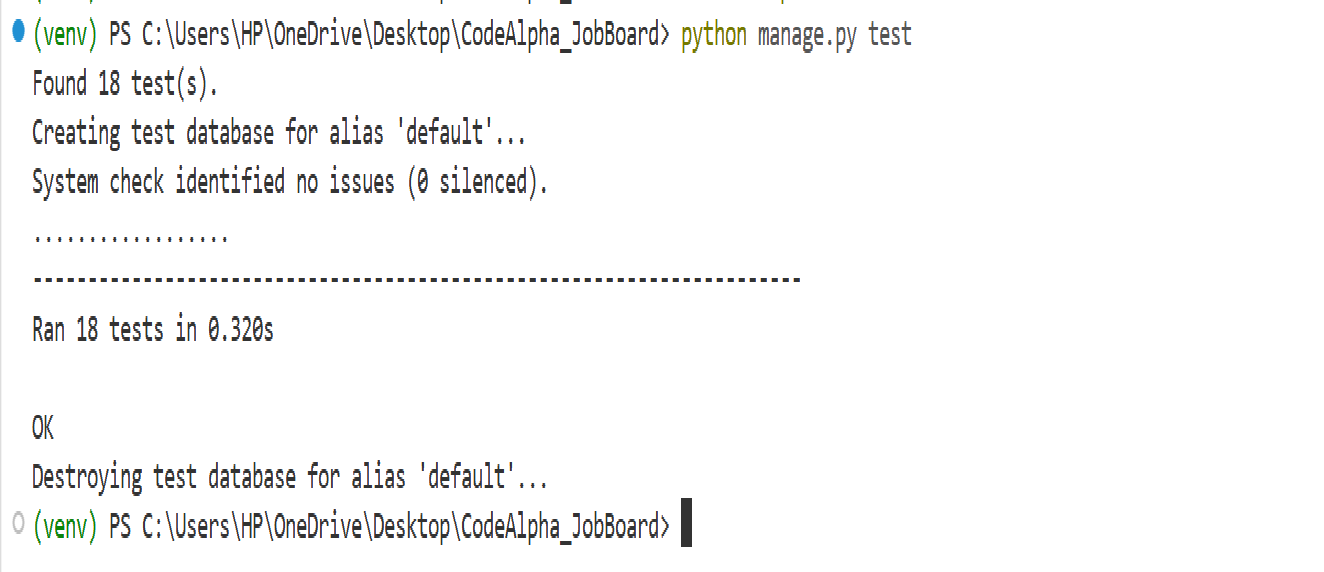 (venv) PS C:\Users\HP\OneDrive\Desktop\CodeAlpha_JobBoard> python manage.py test
Found 18 test(s).
Creating test database for alias 'default'...
System check identified no issues (0 silenced).
..................
----------------------------------------------------------------------
Ran 18 tests in 0.320s
OK
Destroying test database for alias 'default'...
(venv) PS C:\Users\HP\OneDrive\Desktop\CodeAlpha_JobBoard>